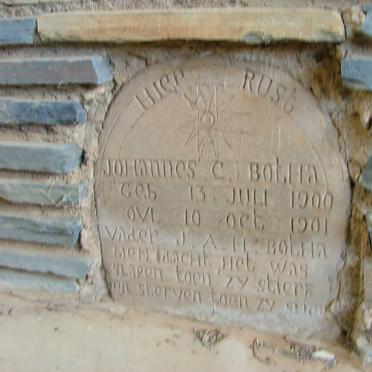 HIER RUST
JOHANNES C. J BOTHA
GEB 13 JULI 1900
OVL 10 OCT 1901
VADER J. A. H. BOTHA
MEN DACHT HET WAS
SLAPEN TOEN ZY STIERF
EN STERVEN TOEN ZY